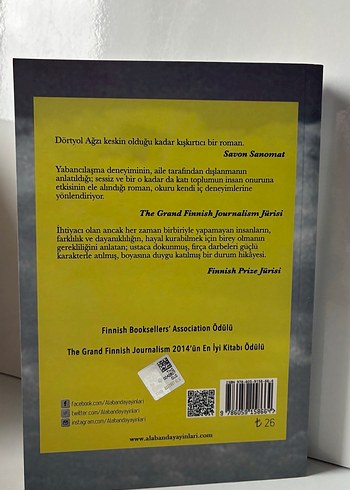 Dörtyol Ağzı keskin olduğu kadar kışkırtıcı bir roman.
Savon Sanomat
Yabancılaşma deneyiminin, aile tarafından dışlanmanın
anlatıldığı; sessiz ve bir o kadar da katı toplumun insan onuruna
etkisinin ele alındığı roman, okuru kendi iç deneyimlerine
yönlendiriyor.
The Grand Finnish Journalism Jürisi
İhtiyacı olan ancak her zaman birbiriyle yapamayan insanların,
farklılık ve dayanıklılığın, hayal kurabilmek için birey olmanın
gerekliliğini anlatan; ustaca dokunmuş, fırça darbeleri güçlü
karakterle atılmış, boyasına duygu katılmış bir durum hikâyesi.
Finnish Prize Jürisi
Finnish Booksellers' Association Ödülü
The Grand Finnish Journalism 2014'ün En İyi Kitabı Ödülü
facebook.com/Alabandayayinlari
twitter.com/Alabandayayinlari
instagram.com/Alabandayayinlari
₺ 26
www.alabandayayinlari.com